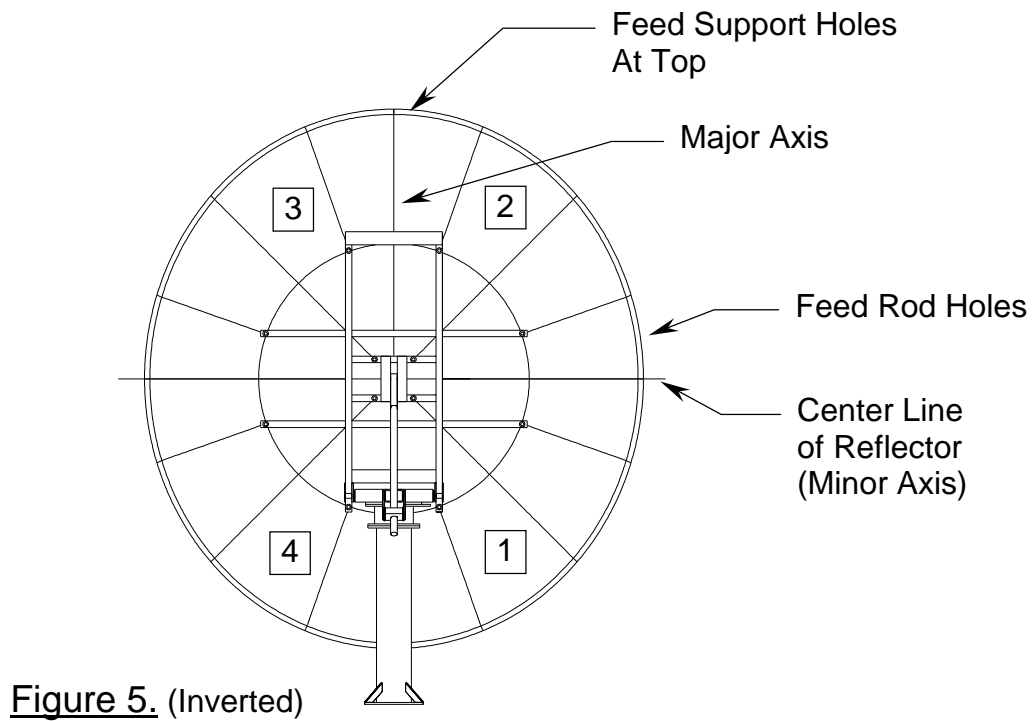 Feed Support Holes
At Top
Major Axis
3
2
Feed Rod Holes
Center Line
of Reflector
(Minor Axis)
4
1
Figure 5. (Inverted)